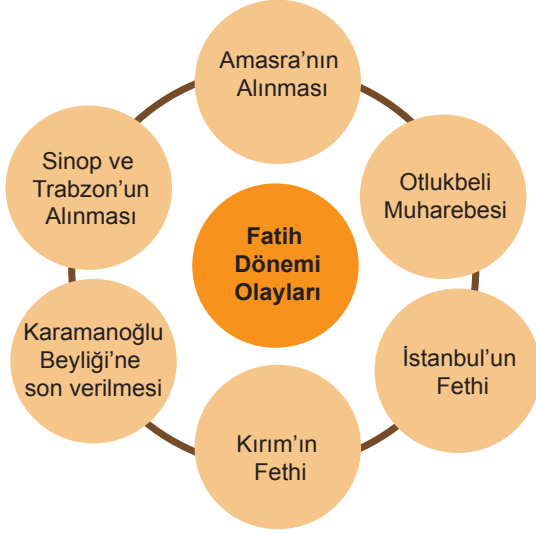 Amasra’nın
Alınması
Otlukbeli
Muharebesi
İstanbul’un
Fethi
Kırım’ın
Fethi
Karamanoğlu
Beyliği’ne
son verilmesi
Sinop ve
Trabzon’un
Alınması
Fatih
Dönemi
Olayları